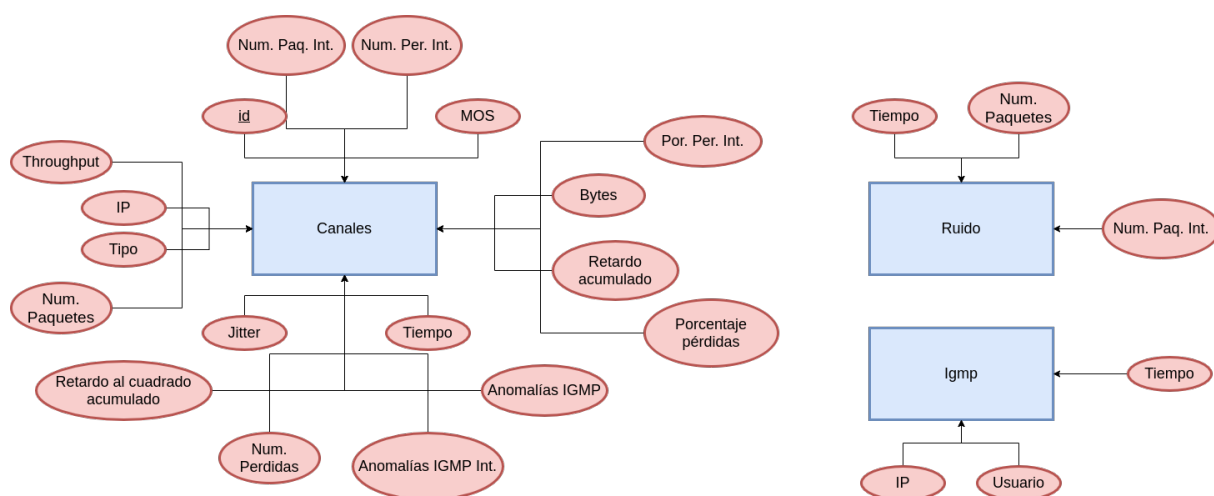 Num. Paq. Int.
Num. Per. Int.
id
MOS
Throughput
IP
Tipo
Num.
Paquetes
Canales
Por. Per. Int.
Bytes
Retardo
acumulado
Porcentaje
pérdidas
Jitter
Tiempo
Retardo al cuadrado
acumulado
Anomalías IGMP
Num.
Perdidas
Anomalías IGMP Int.
Tiempo
Num.
Paquetes
Ruido
Num. Paq. Int.
Igmp
Tiempo
IP
Usuario